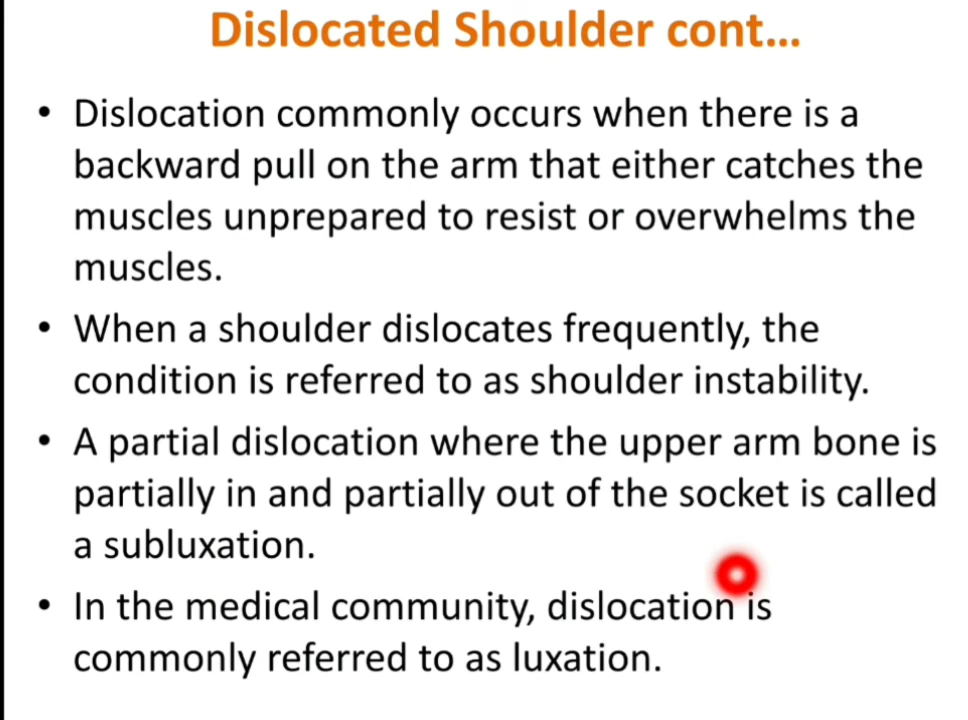 Dislocated Shoulder cont...
• Dislocation commonly occurs when there is a
backward pull on the arm that either catches the
muscles unprepared to resist or overwhelms the
muscles.
• When a shoulder dislocates frequently, the
condition is referred to as shoulder instability.
• A partial dislocation where the upper arm bone is
partially in and partially out of the socket is called
a subluxation.
• In the medical community, dislocation is
commonly referred to as luxation.